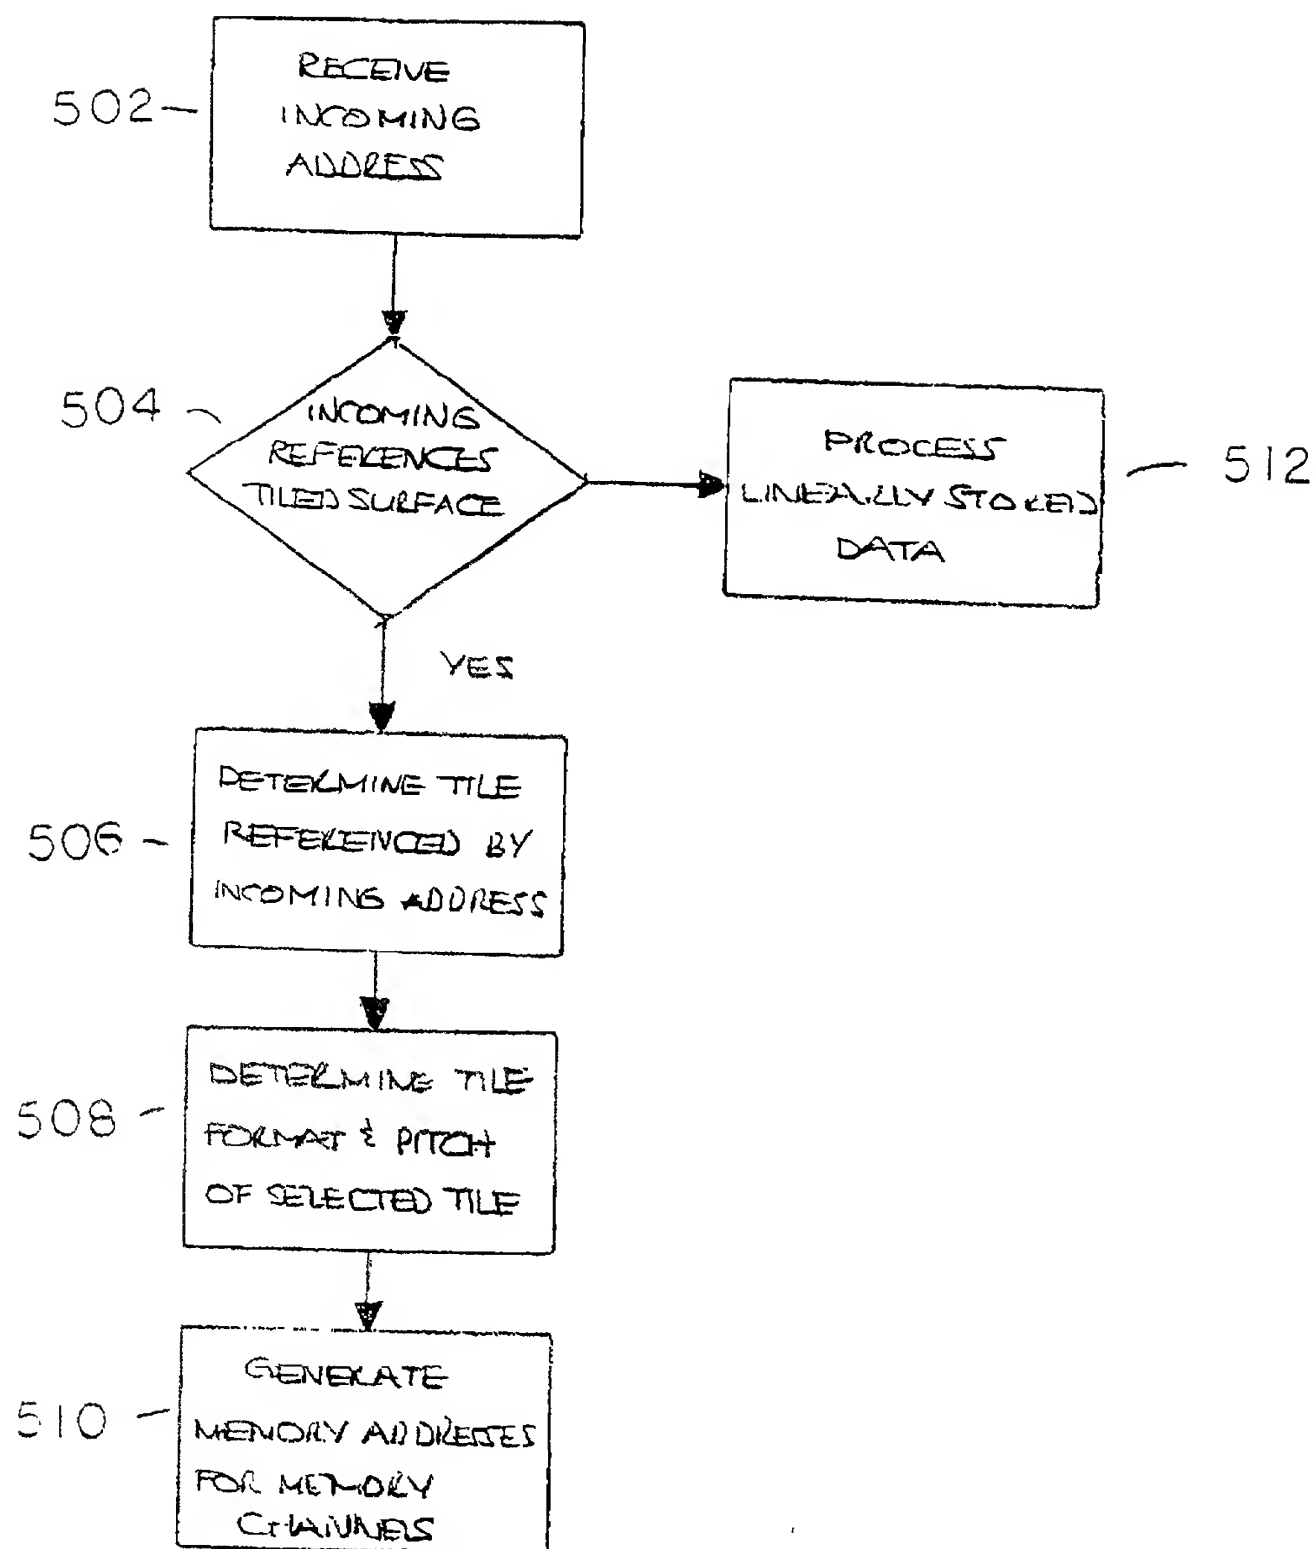 502
RECEIVE
INCOMING
ADDRESS
504
INCOMING
REFERENCES
TILED SURFACE
PROCESS
LINEARLY STORED
DATA
512
YES
506
DETERMINE TILE
REFERENCED BY
INCOMING ADDRESS
508
DETERMINE TILE
FORMAT & PITCH
OF SELECTED TILE
510
GENERATE
MEMORY ADDRESSES
FOR MEMORY
CHANNELS